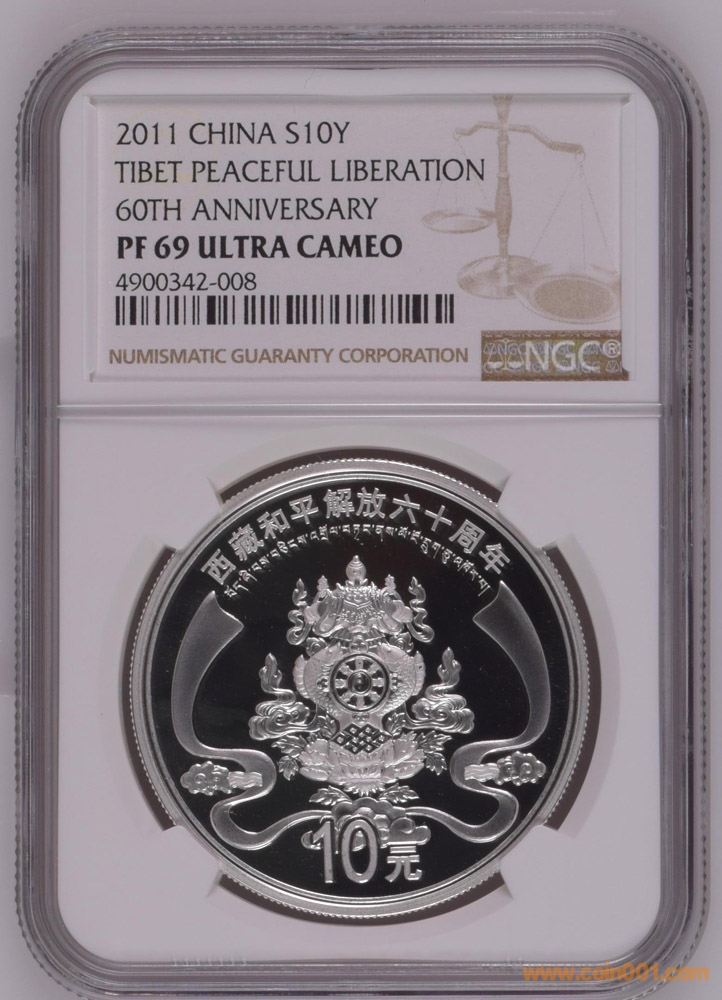 2011 CHINA S10Y
TIBET PEACEFUL LIBERATION
60TH ANNIVERSARY
PF 69 ULTRA CAMEO
4900342-008
NUMISMATIC GUARANTY CORPORATION
NGC®
西藏和平解放六十周年
10元
www.coin001.com